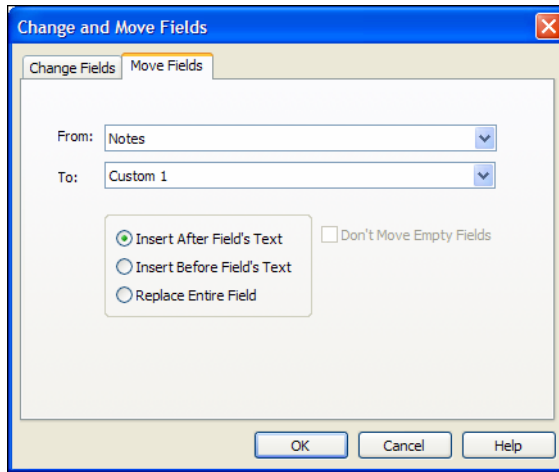 Change and Move Fields
Change Fields Move Fields
From: Notes
To: Custom 1
Insert After Field's Text Don't Move Empty Fields
Insert Before Field's Text
Replace Entire Field
OK Cancel Help